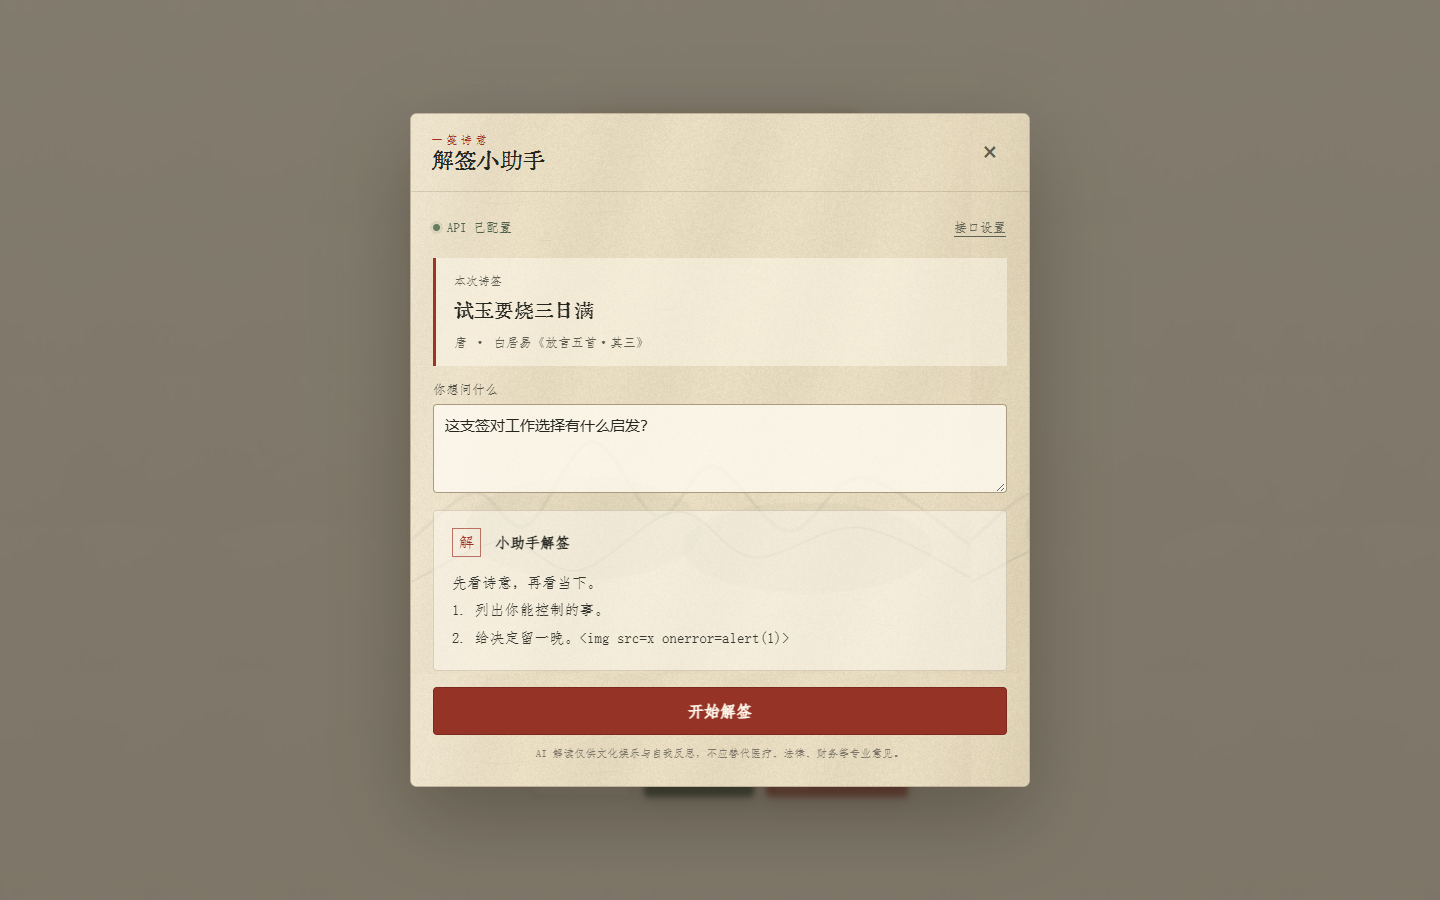 一笺诗意
解签小助手
×
API 已配置
接口设置
本次诗签
试玉要烧三日满
唐 · 白居易《放言五首·其三》
你想问什么
这支签对工作选择有什么启发？
解 小助手解签
先看诗意，再看当下。
1. 列出你能控制的事。
2. 给决定留一晚。<img src=x onerror=alert(1)>
开始解签
AI 解读仅供文化娱乐与自我反思，不应替代医疗、法律、财务等专业意见。